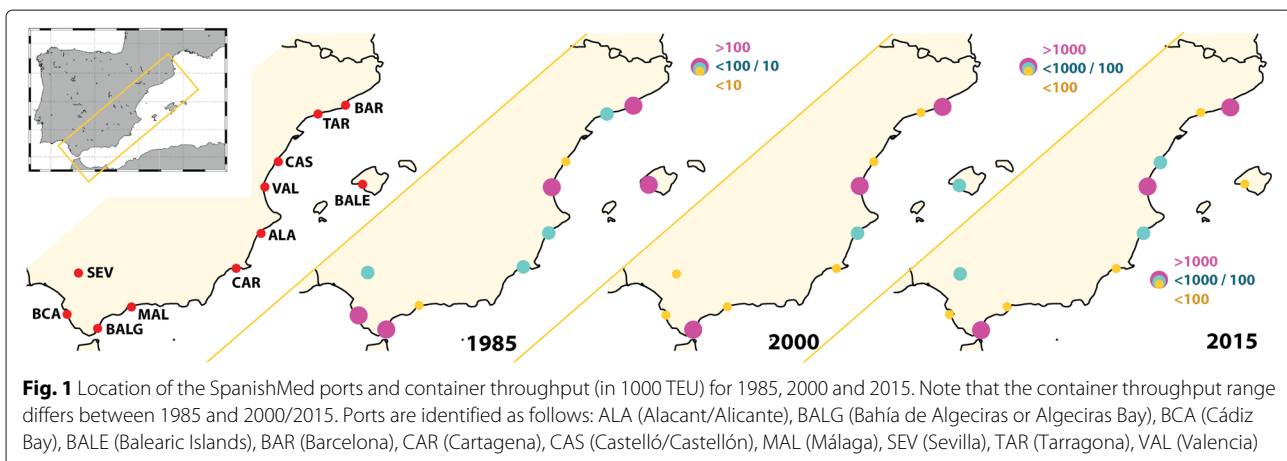 BAR
TAR
CAS
VAL
BALE
ALA
SEV
CAR
BCA
MAL
BALG
>100
<100 / 10
<10
1985
>1000
<1000 / 100
<100
2000
>1000
<1000 / 100
<100
2015
Fig. 1 Location of the SpanishMed ports and container throughput (in 1000 TEU) for 1985, 2000 and 2015. Note that the container throughput range
differs between 1985 and 2000/2015. Ports are identified as follows: ALA (Alacant/Alicante), BALG (Bahía de Algeciras or Algeciras Bay), BCA (Cádiz
Bay), BALE (Balearic Islands), BAR (Barcelona), CAR (Cartagena), CAS (Castelló/Castellón), MAL (Málaga), SEV (Sevilla), TAR (Tarragona), VAL (Valencia)